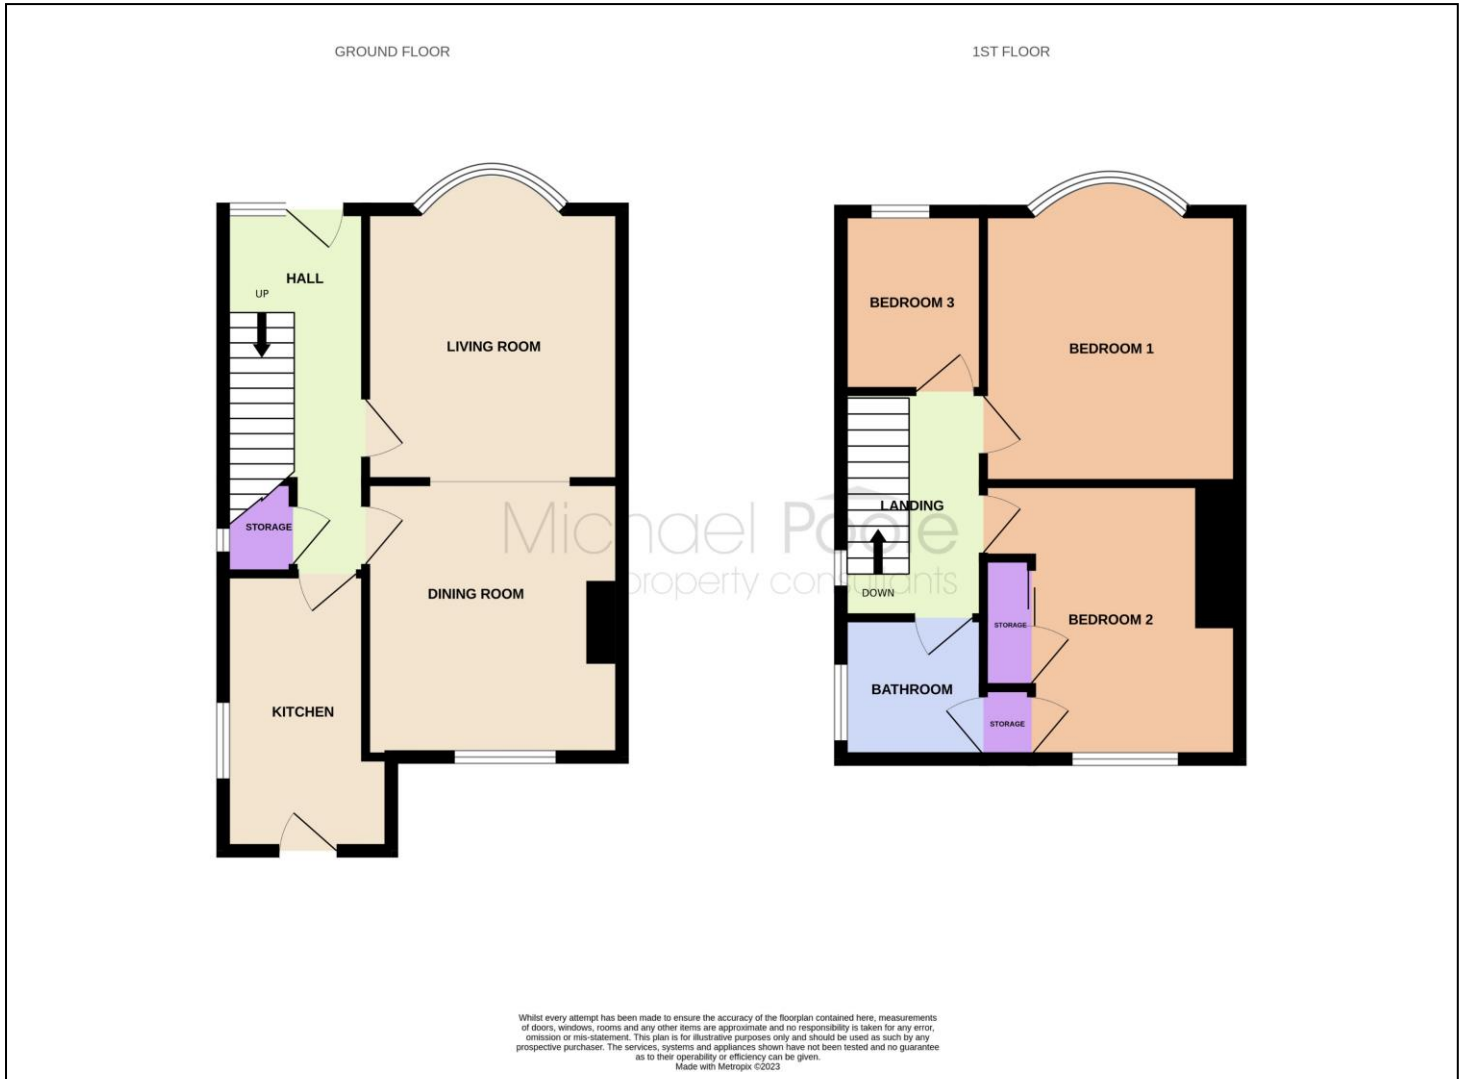 GROUND FLOOR
1ST FLOOR
HALL
UP
LIVING ROOM
STORAGE
DINING ROOM
KITCHEN
BEDROOM 3
BEDROOM 1
LANDING
DOWN
STORAGE
BEDROOM 2
BATHROOM
STORAGE
Michael Poole
property consultants
Whilst every attempt has been made to ensure the accuracy of the floorplan contained here, measurements
of doors, windows, rooms and any other items are approximate and no responsibility is taken for any error,
omission or mis-statement. This plan is for illustrative purposes only and should be used as such by any
prospective purchaser. The services, systems and appliances shown have not been tested and no guarantee
as to their operability or efficiency can be given.
Made with Metropix ©2023